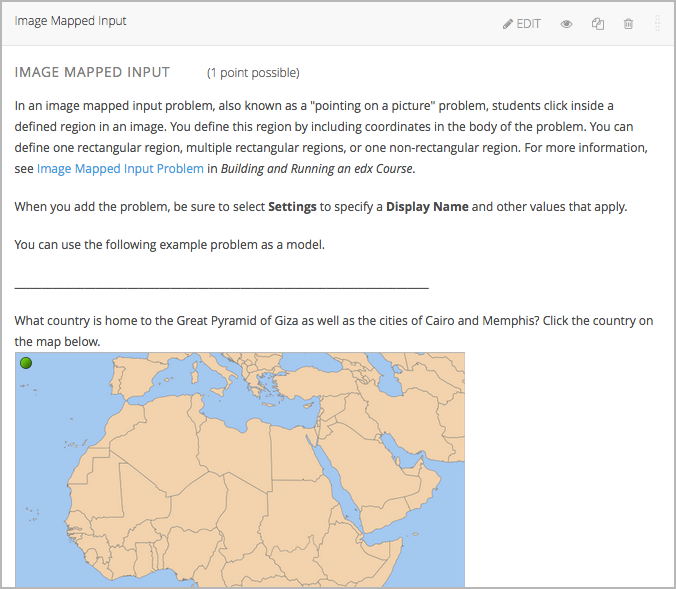 Image Mapped Input
EDIT
IMAGE MAPPED INPUT (1 point possible)
In an image mapped input problem, also known as a "pointing on a picture" problem, students click inside a
defined region in an image. You define this region by including coordinates in the body of the problem. You can
define one rectangular region, multiple rectangular regions, or one non-rectangular region. For more information,
see Image Mapped Input Problem in Building and Running an edx Course.
When you add the problem, be sure to select Settings to specify a Display Name and other values that apply.
You can use the following example problem as a model.
What country is home to the Great Pyramid of Giza as well as the cities of Cairo and Memphis? Click the country on
the map below.